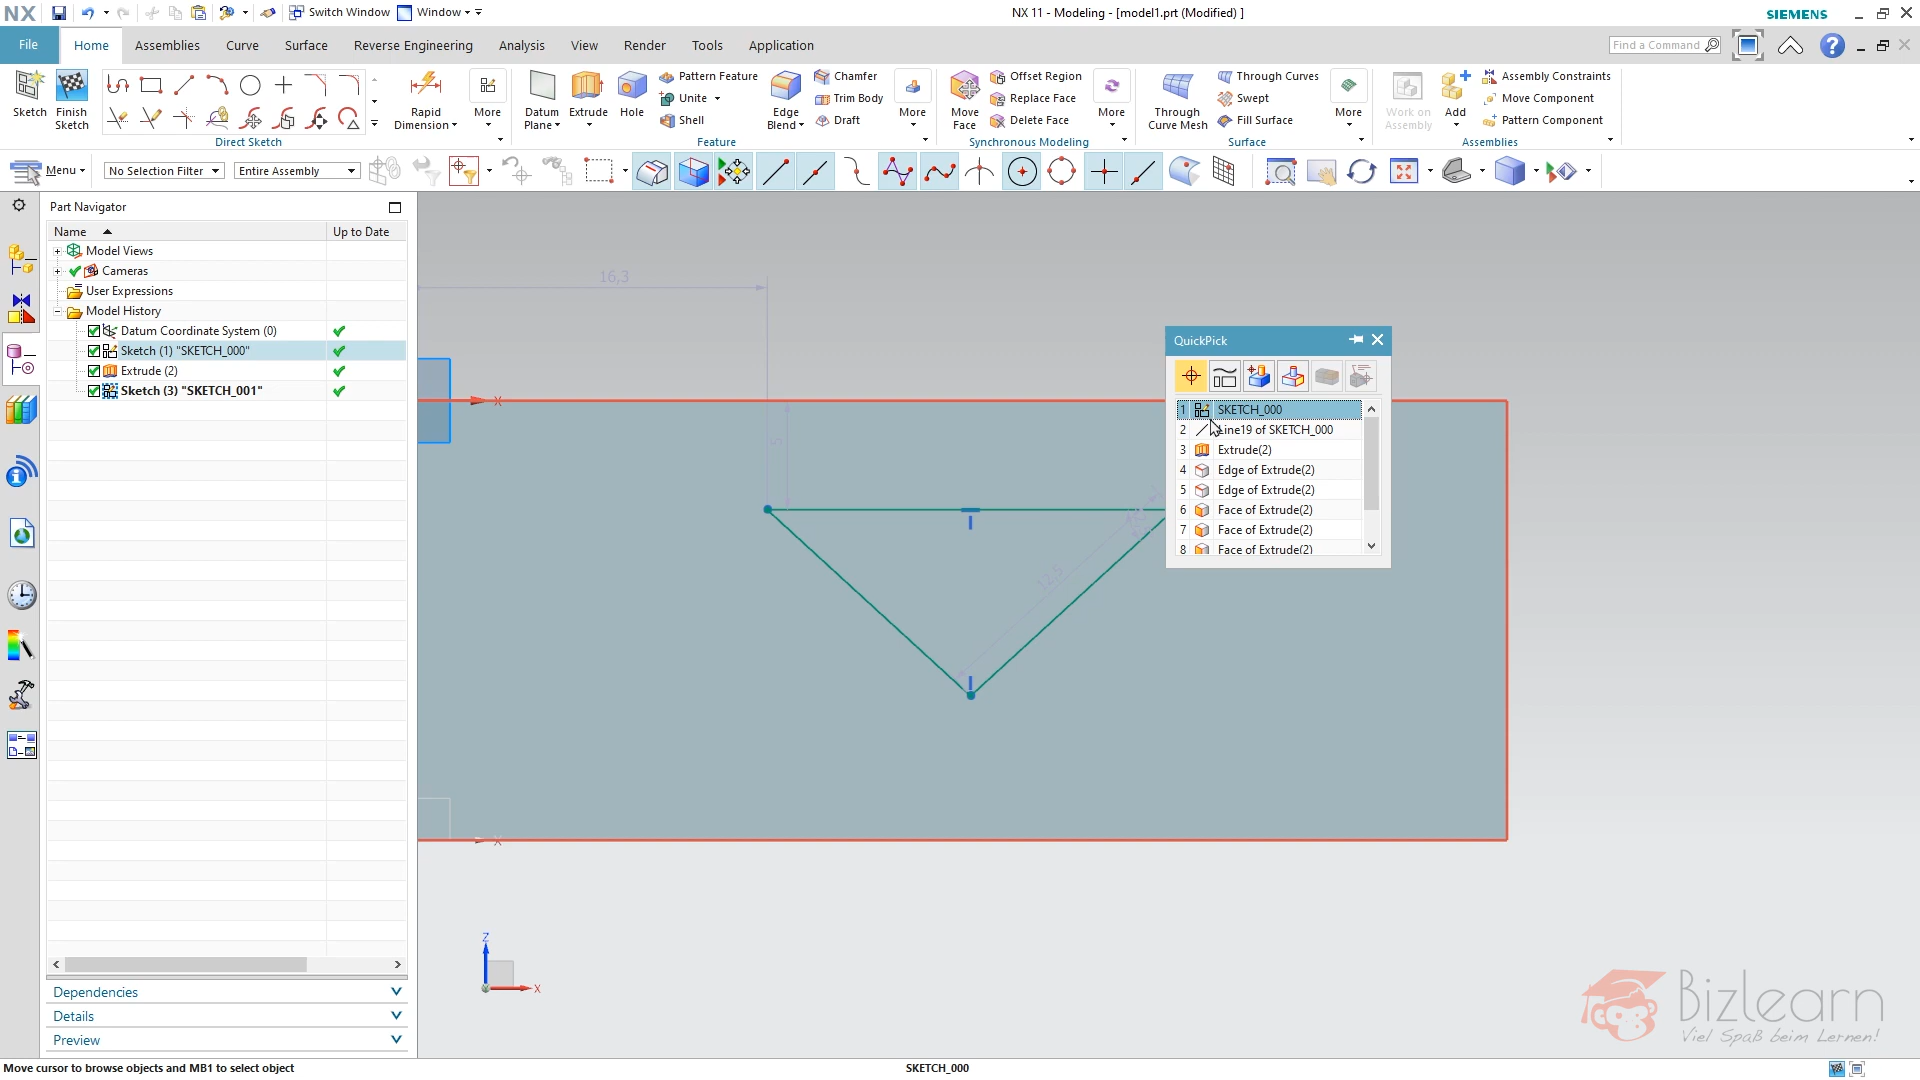 NX
Switch Window
Window
NX 11 - Modeling - [model1.prt (Modified) ]
SIEMENS
File
Home
Assemblies
Curve
Surface
Reverse Engineering
Analysis
View
Render
Tools
Application
Find a Command
Sketch
Finish Sketch
Direct Sketch
Rapid Dimension
More
Datum Plane
Extrude
Hole
Pattern Feature
Unite
Shell
Edge Blend
Chamfer
Trim Body
Draft
More
Feature
Move Face
Offset Region
Replace Face
Delete Face
More
Synchronous Modeling
Through Curve Mesh
Through Curves
Swept
Fill Surface
More
Surface
Work on Assembly
Add
Assembly Constraints
Move Component
Pattern Component
Assemblies
Menu
No Selection Filter
Entire Assembly
Part Navigator
Name
Up to Date
Model Views
Cameras
User Expressions
Model History
Datum Coordinate System (0)
Sketch (1) "SKETCH_000"
Extrude (2)
Sketch (3) "SKETCH_001"
Dependencies
Details
Preview
16,3
X
5
12,5
X
Z
X
QuickPick
1 SKETCH_000
2 Line19 of SKETCH_000
3 Extrude(2)
4 Edge of Extrude(2)
5 Edge of Extrude(2)
6 Face of Extrude(2)
7 Face of Extrude(2)
8 Face of Extrude(2)
Bizlearn
Viel Spaß beim Lernen!
Move cursor to browse objects and MB1 to select object
SKETCH_000